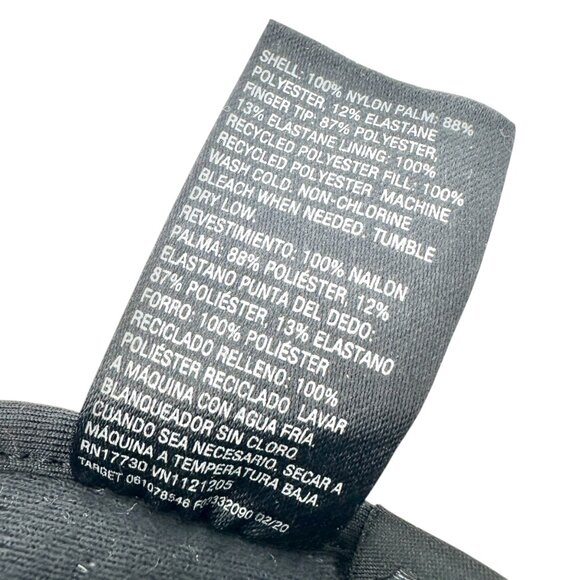 SHELL: 100% NYLON PALM: 88%
POLYESTER, 12% ELASTANE
FINGER TIP: 87% POLYESTER,
13% ELASTANE LINING: 100%
RECYCLED POLYESTER FILL: 100%
RECYCLED POLYESTER MACHINE
WASH COLD. NON-CHLORINE
BLEACH WHEN NEEDED. TUMBLE
DRY LOW.
REVESTIMIENTO: 100% NAILON
PALMA: 88% POLIÉSTER, 12%
ELASTANO PUNTA DEL DEDO:
87% POLIÉSTER, 13% ELASTANO
FORRO: 100% POLIÉSTER
RECICLADO RELLENO: 100%
POLIÉSTER RECICLADO LAVAR
A MÁQUINA CON AGUA FRÍA
BLANQUEADOR SIN CLORO
CUANDO SEA NECESARIO. SECAR A
MÁQUINA A TEMPERATURA BAJA.
RN17730 VN1121205
TARGET 061078546 02/20